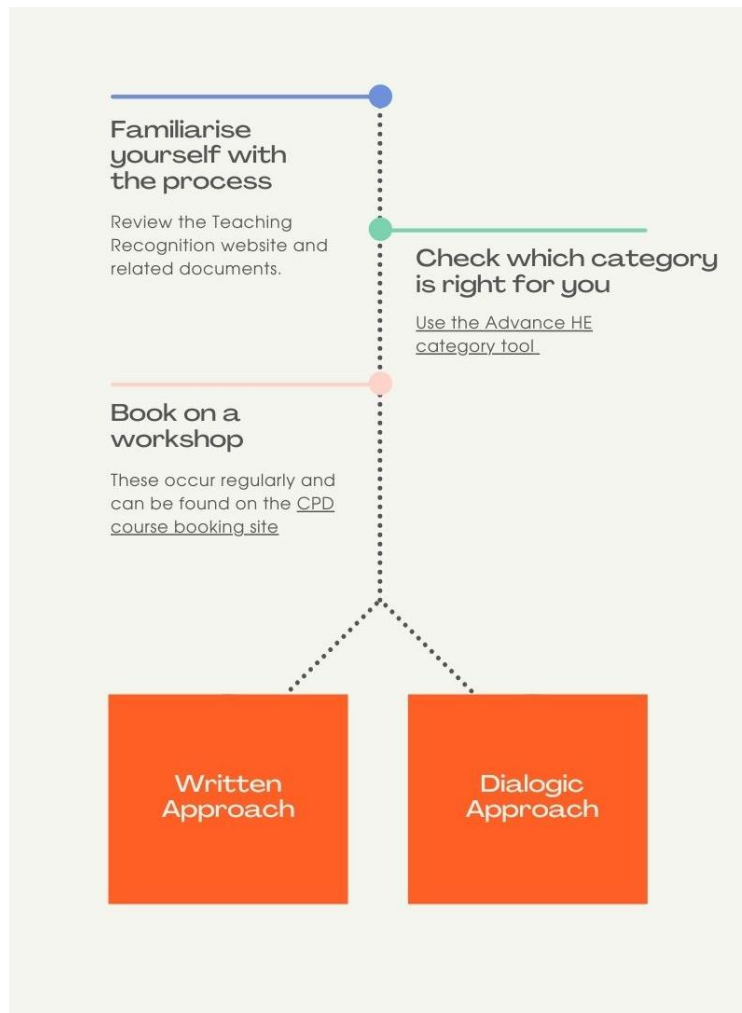 Familiarise
yourself with
the process
Review the Teaching
Recognition website and
related documents.
Check which category
is right for you
Use the Advance HE
category tool
Book on a
workshop
These occur regularly and
can be found on the CPD
course booking site
Written
Approach
Dialogic
Approach